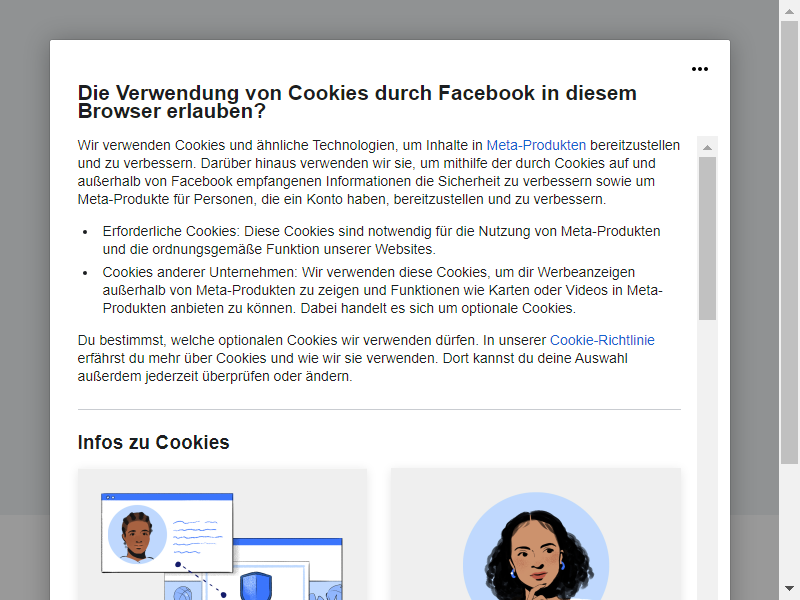 Die Verwendung von Cookies durch Facebook in diesem
Browser erlauben?
Wir verwenden Cookies und ähnliche Technologien, um Inhalte in Meta-Produkten bereitzustellen
und zu verbessern. Darüber hinaus verwenden wir sie, um mithilfe der durch Cookies auf und
außerhalb von Facebook empfangenen Informationen die Sicherheit zu verbessern sowie um
Meta-Produkte für Personen, die ein Konto haben, bereitzustellen und zu verbessern.
• Erforderliche Cookies: Diese Cookies sind notwendig für die Nutzung von Meta-Produkten
und die ordnungsgemäße Funktion unserer Websites.
• Cookies anderer Unternehmen: Wir verwenden diese Cookies, um dir Werbeanzeigen
außerhalb von Meta-Produkten zu zeigen und Funktionen wie Karten oder Videos in Meta-
Produkten anbieten zu können. Dabei handelt es sich um optionale Cookies.
Du bestimmst, welche optionalen Cookies wir verwenden dürfen. In unserer Cookie-Richtlinie
erfährst du mehr über Cookies und wie wir sie verwenden. Dort kannst du deine Auswahl
außerdem jederzeit überprüfen oder ändern.
Infos zu Cookies